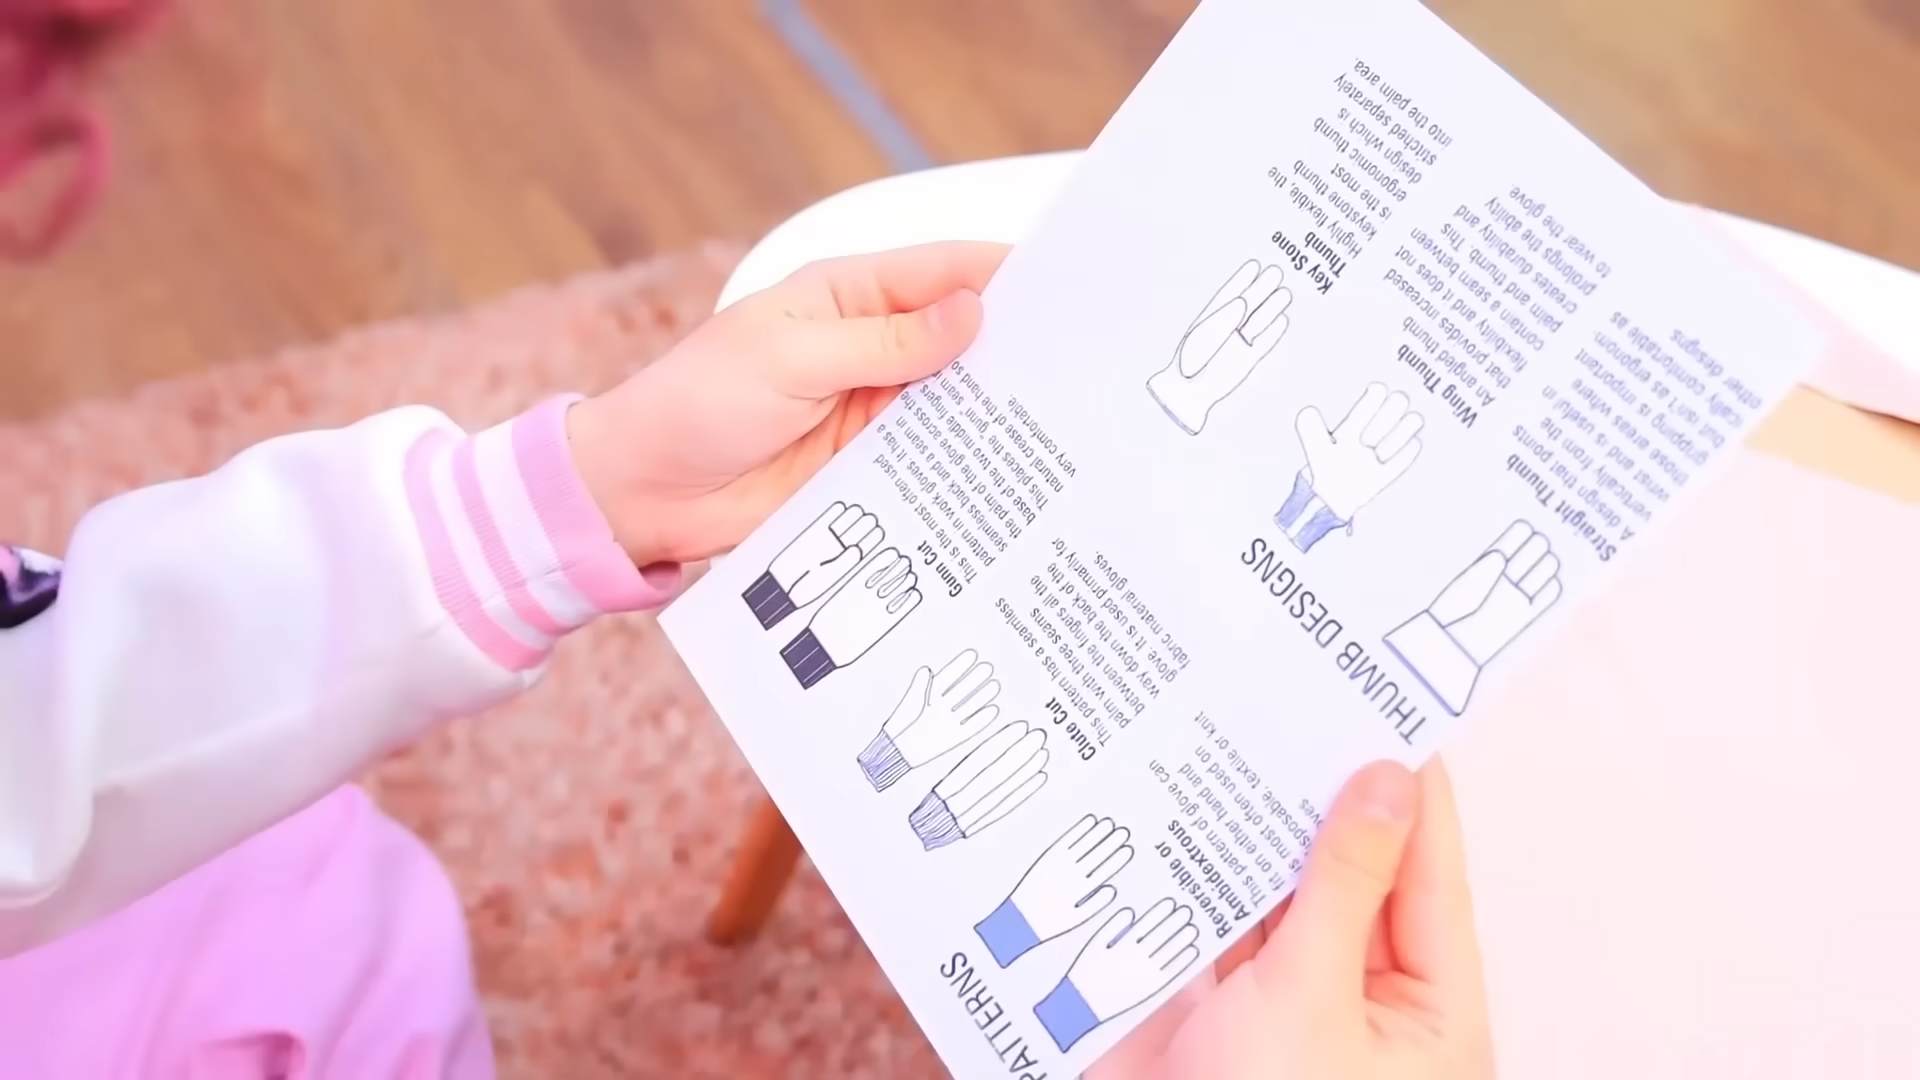 PATTERNS
Reversible or
Ambidextrous
This pattern of glove can
fit on either hand and
is most often used on
disposable, textile or knit
Clute Cut
This pattern has a seamless
palm with three seams
between the fingers all the
way down the back of the
glove. It is used primarily for
fabric material gloves.
Gunn Cut
This is the most often used
pattern in work gloves. It has a
seamless back and a seam in
the palm of the glove across the
base of the two middle fingers
This places the "gunn" seam
natural crease of the hand so
very comfortable.
THUMB DESIGNS
Straight Thumb
A design that points
vertically from the
wrist and is useful in
those areas where
gripping is important
but isn't as ergonom-
ically comfortable as
other designs
Wing Thumb
An angled thumb
that provides increased
flexibility and it does not
contain a seam between
palm and thumb. This
creates durability and
prolongs the ability
to wear the glove
Key Stone
Thumb
Highly flexible, the
keystone thumb
is the most
ergonomic thumb
design which is
stitched separately
into the palm area.